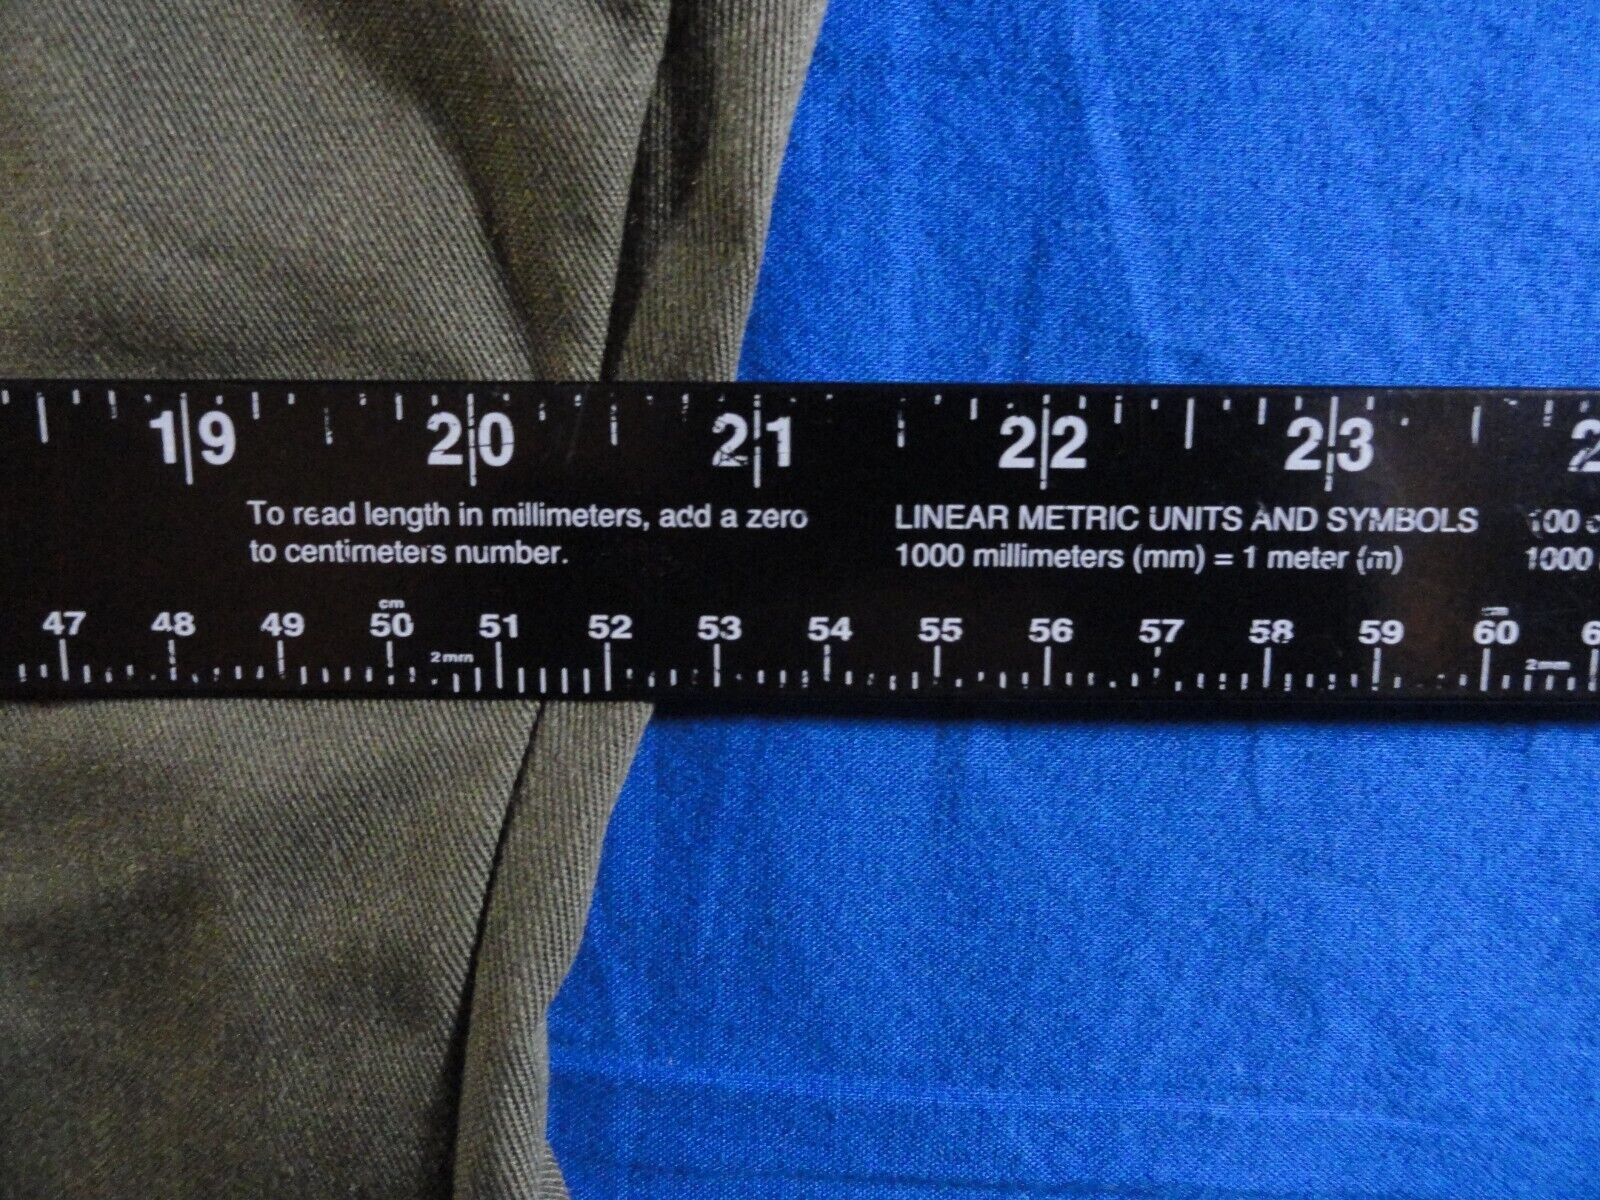 19 20 21 22 23
To read length in millimeters, add a zero
to centimeters number.
LINEAR METRIC UNITS AND SYMBOLS
1000 millimeters (mm) = 1 meter (m)
100
1000
cm
47 48 49 50 51 52 53 54 55 56 57 58 59 60
2mm 2mm